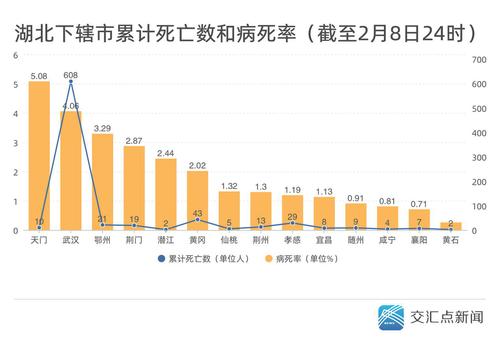 湖北下辖市累计死亡数和病死率（截至2月8日24时）
6 5 4 3 2 1 0
700 600 500 400 300 200 100 0
5.08 4.06 3.29 2.87 2.44 2.02 1.32 1.3 1.19 1.13 0.91 0.81 0.71
10 608 21 19 2 43 5 13 29 8 9 4 7 2
天门 武汉 鄂州 荆门 潜江 黄冈 仙桃 荆州 孝感 宜昌 随州 咸宁 襄阳 黄石
累计死亡数（单位人） 病死率（单位%）
交汇点新闻